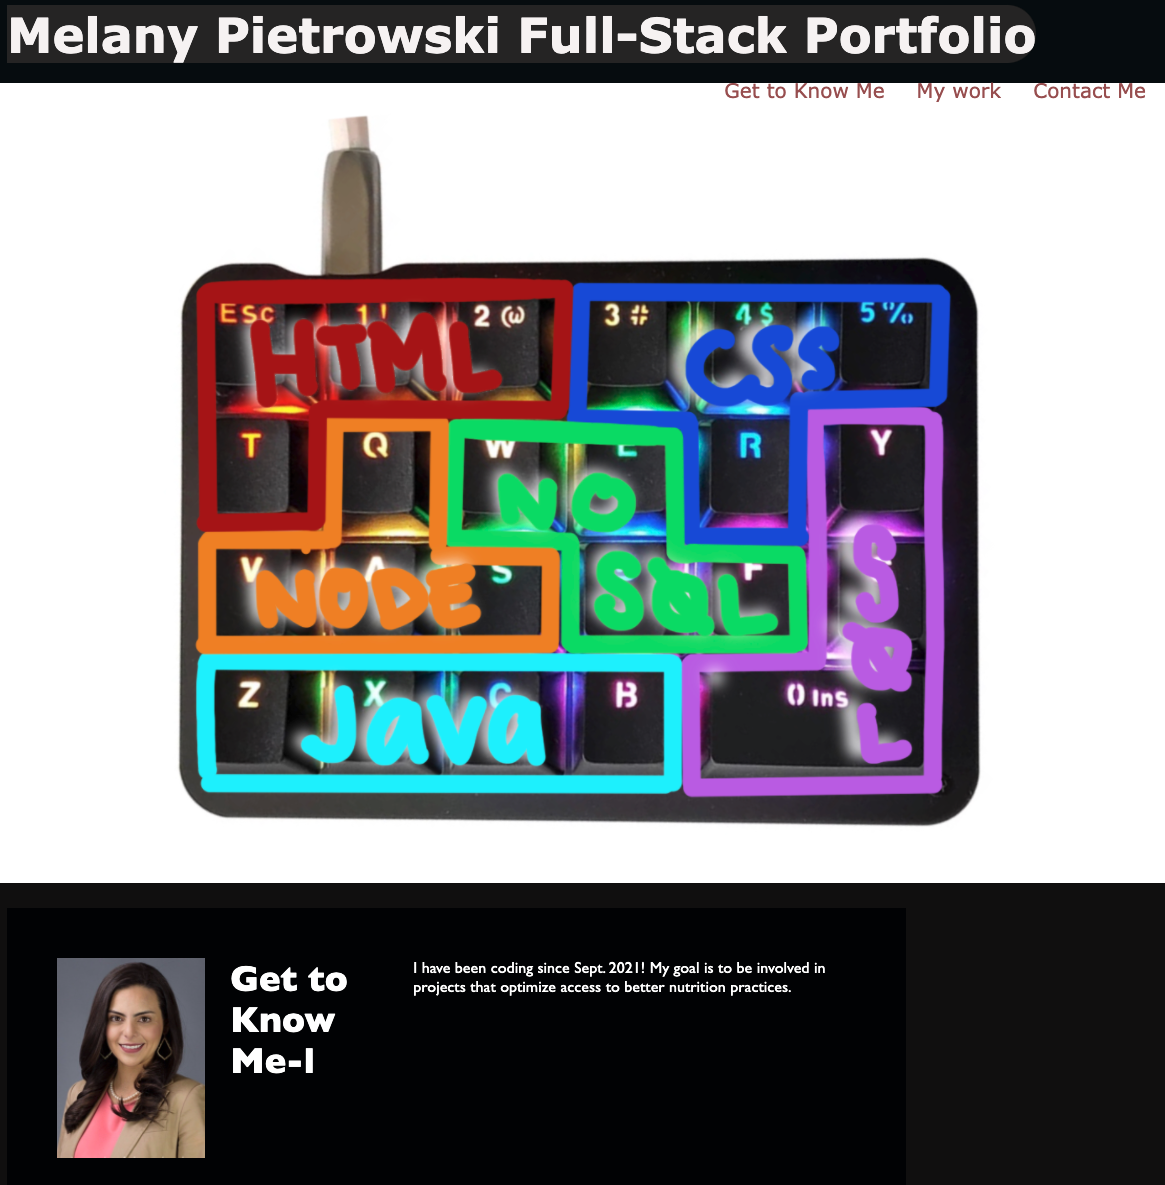 Melany Pietrowski Full-Stack Portfolio
Get to Know Me My work Contact Me
Esc 1! 2 @ 3 # 4 $ 5 %
HTML CSS
T Q W E R Y
NO
V A S F
NODE SQL SQL
Z X C B 0 Ins
Java
Get to
Know
Me-I
I have been coding since Sept. 2021! My goal is to be involved in
projects that optimize access to better nutrition practices.